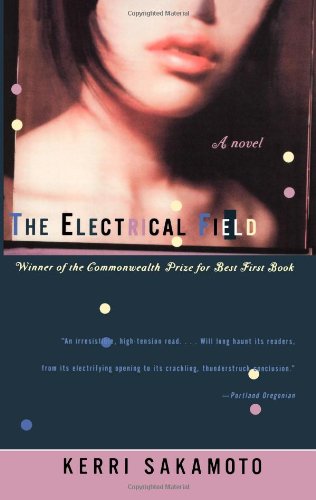 A novel
THE ELECTRICAL FIELD
Winner of the Commonwealth Prize for Best First Book
"An irresistible, high-tension read. . . . Will long haunt its readers,
from its electrifying opening to its crackling, thunderstruck conclusion."
—Portland Oregonian
KERRI SAKAMOTO